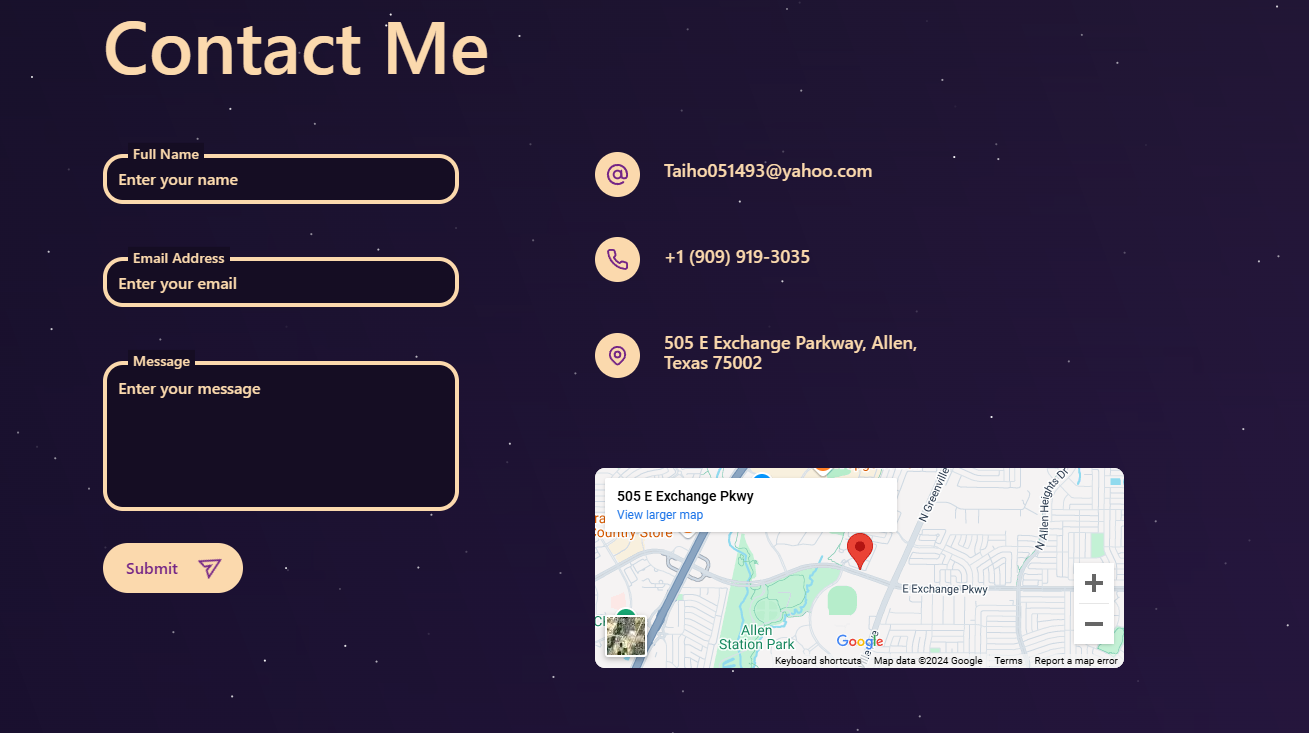 Contact Me
Full Name
Enter your name
Email Address
Enter your email
Message
Enter your message
Submit
Taiho051493@yahoo.com
+1 (909) 919-3035
505 E Exchange Parkway, Allen,
Texas 75002
505 E Exchange Pkwy
View larger map
Country Store
N Greenville
N Allen Heights Dr
E Exchange Pkwy
Allen
Station Park
Google
Keyboard shortcuts
Map data ©2024 Google
Terms
Report a map error